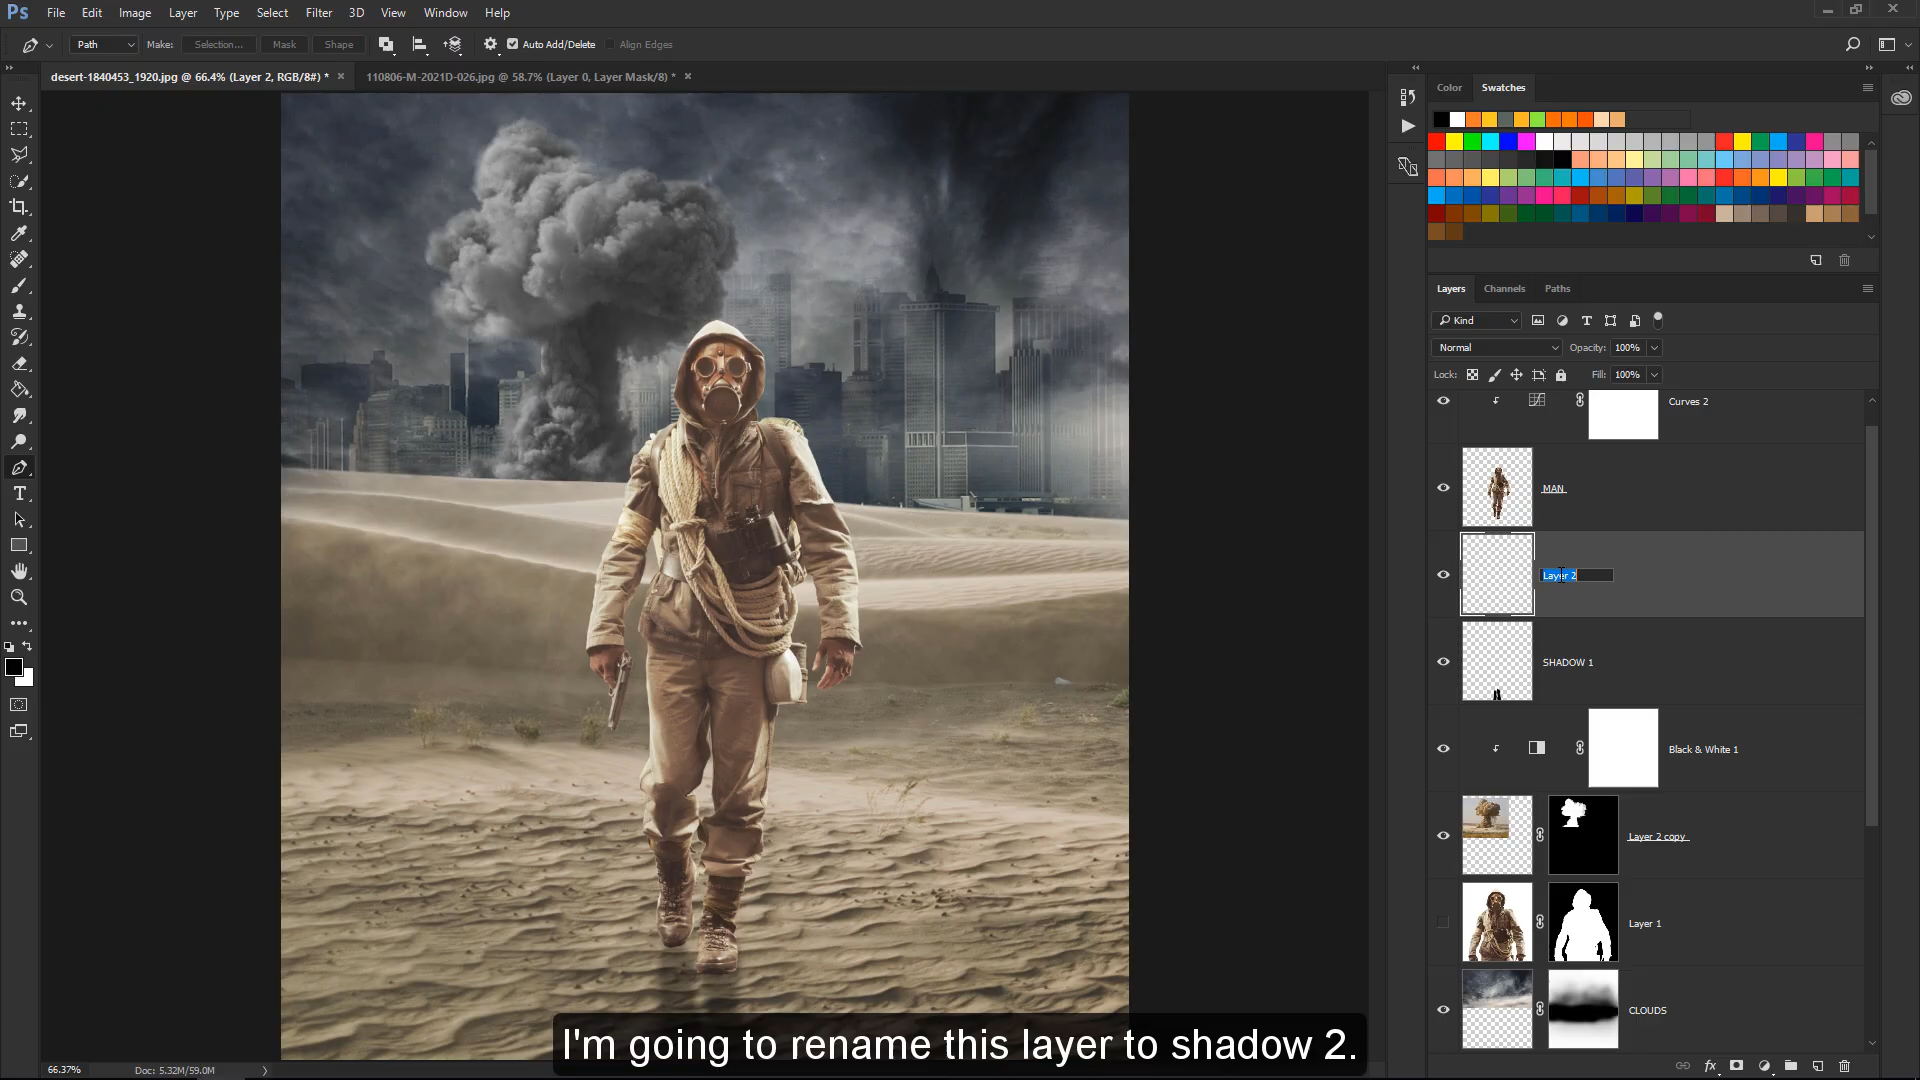 Ps File Edit Image Layer Type Select Filter 3D View Window Help
Path Make: Selection... Mask Shape Auto Add/Delete Align Edges
desert-1840453_1920.jpg @ 66.4% (Layer 2, RGB/8#) * × 110806-M-2021D-026.jpg @ 58.7% (Layer 0, Layer Mask/8) * ×
Color Swatches
Layers Channels Paths
Kind
Normal Opacity: 100%
Lock: Fill: 100%
Curves 2
MAN
Layer 2
SHADOW 1
Black & White 1
Layer 2 copy
Layer 1
CLOUDS
I'm going to rename this layer to shadow 2.
66.37% Doc: 5.32M/59.0M